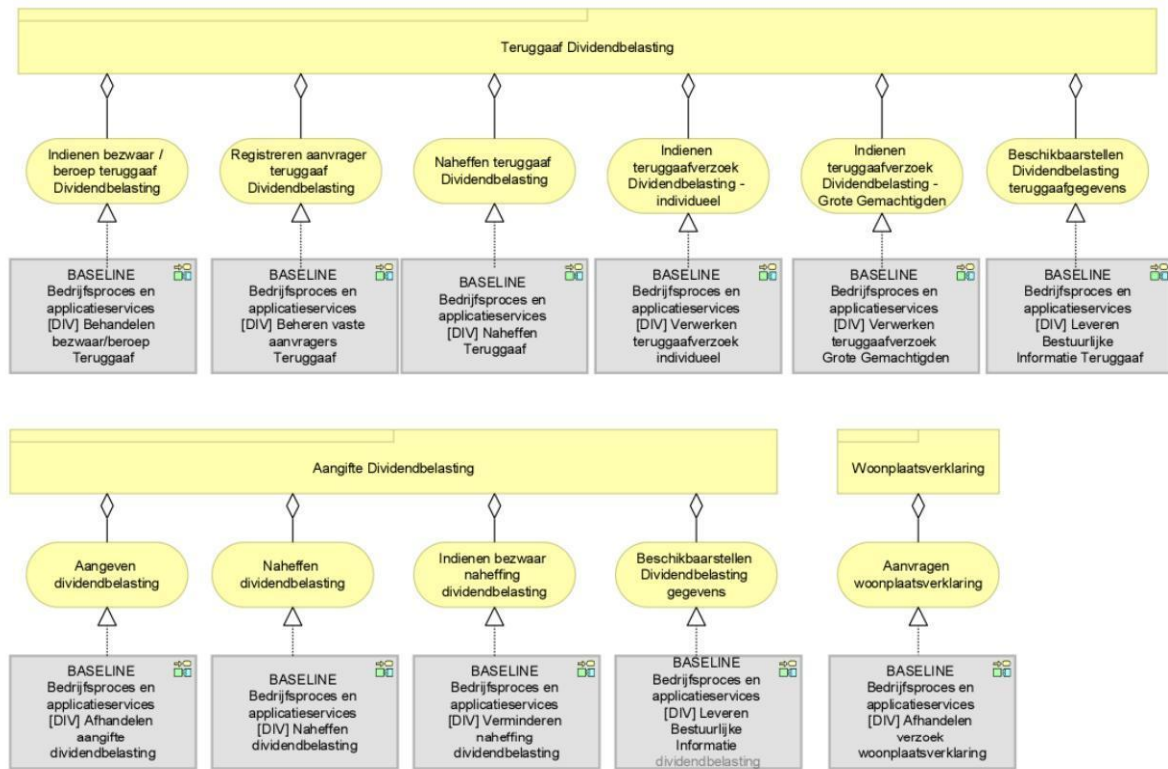 Teruggaaf Dividendbelasting
Indienen bezwaar /
beroep teruggaaf
Dividendbelasting
Registreren aanvrager
teruggaaf
Dividendbelasting
Naheffen teruggaaf
Dividendbelasting
Indienen
teruggaafverzoek
Dividendbelasting -
individueel
Indienen
teruggaafverzoek
Dividendbelasting -
Grote Gemachtigden
Beschikbaarstellen
Dividendbelasting
teruggaafgegevens
BASELINE
Bedrijfsproces en
applicatieservices
[DIV] Behandelen
bezwaar/beroep
Teruggaaf
BASELINE
Bedrijfsproces en
applicatieservices
[DIV] Beheren vaste
aanvragers
Teruggaaf
BASELINE
Bedrijfsproces en
applicatieservices
[DIV] Naheffen
Teruggaaf
BASELINE
Bedrijfsproces en
applicatieservices
[DIV] Verwerken
teruggaafverzoek
individueel
BASELINE
Bedrijfsproces en
applicatieservices
[DIV] Verwerken
teruggaafverzoek
Grote Gemachtigden
BASELINE
Bedrijfsproces en
applicatieservices
[DIV] Leveren
Bestuurlijke
Informatie Teruggaaf
Aangifte Dividendbelasting
Woonplaatsverklaring
Aangeven
dividendbelasting
Naheffen
dividendbelasting
Indienen bezwaar
naheffing
dividendbelasting
Beschikbaarstellen
Dividendbelasting
gegevens
Aanvragen
woonplaatsverklaring
BASELINE
Bedrijfsproces en
applicatieservices
[DIV] Afhandelen
aangifte
dividendbelasting
BASELINE
Bedrijfsproces en
applicatieservices
[DIV] Naheffen
dividendbelasting
BASELINE
Bedrijfsproces en
applicatieservices
[DIV] Verminderen
naheffing
dividendbelasting
BASELINE
Bedrijfsproces en
applicatieservices
[DIV] Leveren
Bestuurlijke
Informatie
dividendbelasting
BASELINE
Bedrijfsproces en
applicatieservices
[DIV] Afhandelen
verzoek
woonplaatsverklaring